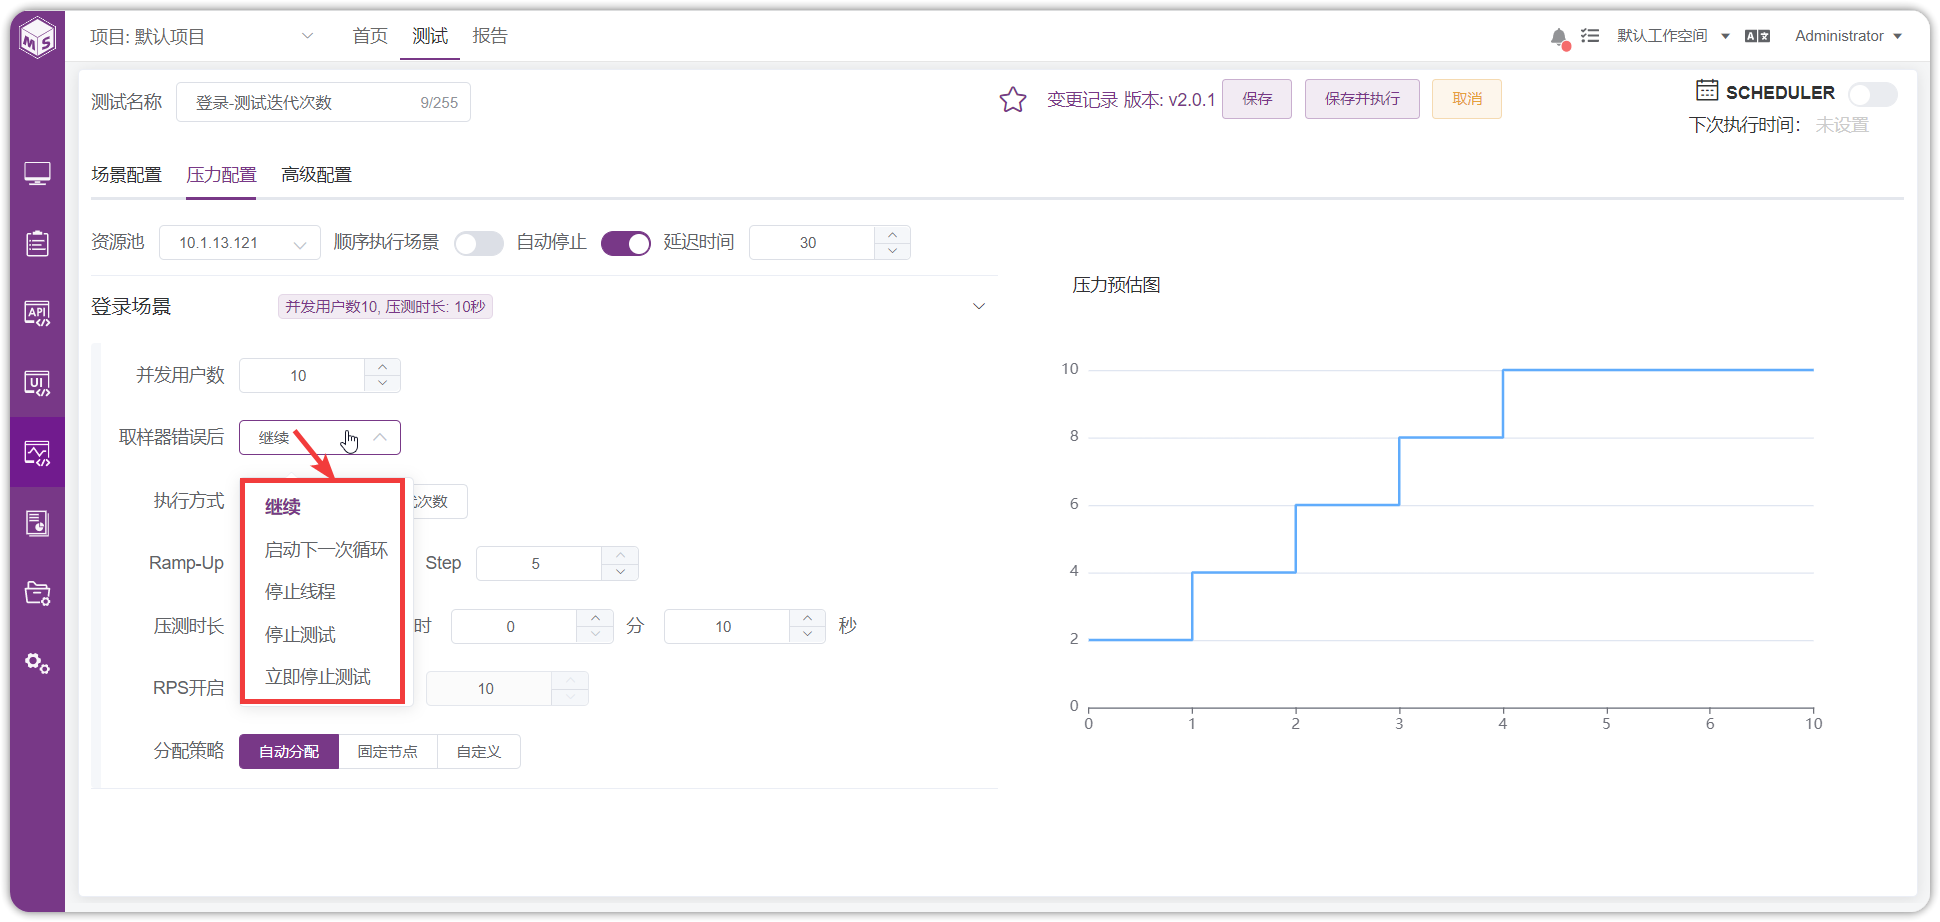 MS
项目: 默认项目
首页
测试
报告
默认工作空间
Administrator
测试名称
登录-测试迭代次数
9/255
变更记录 版本: v2.0.1
保存
保存并执行
取消
SCHEDULER
下次执行时间：
未设置
场景配置
压力配置
高级配置
资源池
10.1.13.121
顺序执行场景
自动停止
延迟时间
30
登录场景
并发用户数10, 压测时长: 10秒
并发用户数
10
取样器错误后
继续
继续
启动下一次循环
停止线程
停止测试
立即停止测试
执行方式
次数
Ramp-Up
Step
5
压测时长
时
0
分
10
秒
RPS开启
10
分配策略
自动分配
固定节点
自定义
API
UI
压力预估图
10
8
6
4
2
0
0 1 2 3 4 5 6 10